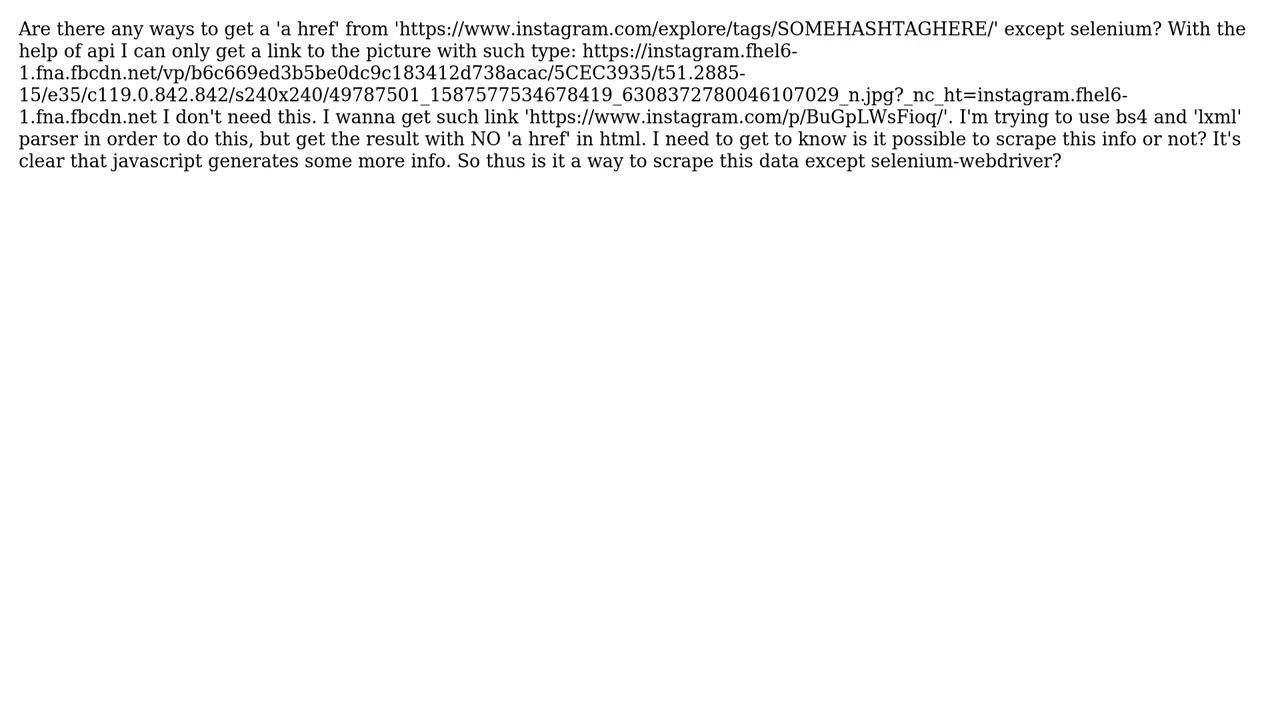 Are there any ways to get a 'a href' from 'https://www.instagram.com/explore/tags/SOMEHASHTAGHERE/' except selenium? With the
help of api I can only get a link to the picture with such type: https://instagram.fhel6-
1.fna.fbcdn.net/vp/b6c669ed3b5be0dc9c183412d738acac/5CEC3935/t51.2885-
15/e35/c119.0.842.842/s240x240/49787501_1587577534678419_6308372780046107029_n.jpg?_nc_ht=instagram.fhel6-
1.fna.fbcdn.net I don't need this. I wanna get such link 'https://www.instagram.com/p/BuGpLWsFioq/'. I'm trying to use bs4 and 'lxml'
parser in order to do this, but get the result with NO 'a href' in html. I need to get to know is it possible to scrape this info or not? It's
clear that javascript generates some more info. So thus is it a way to scrape this data except selenium-webdriver?